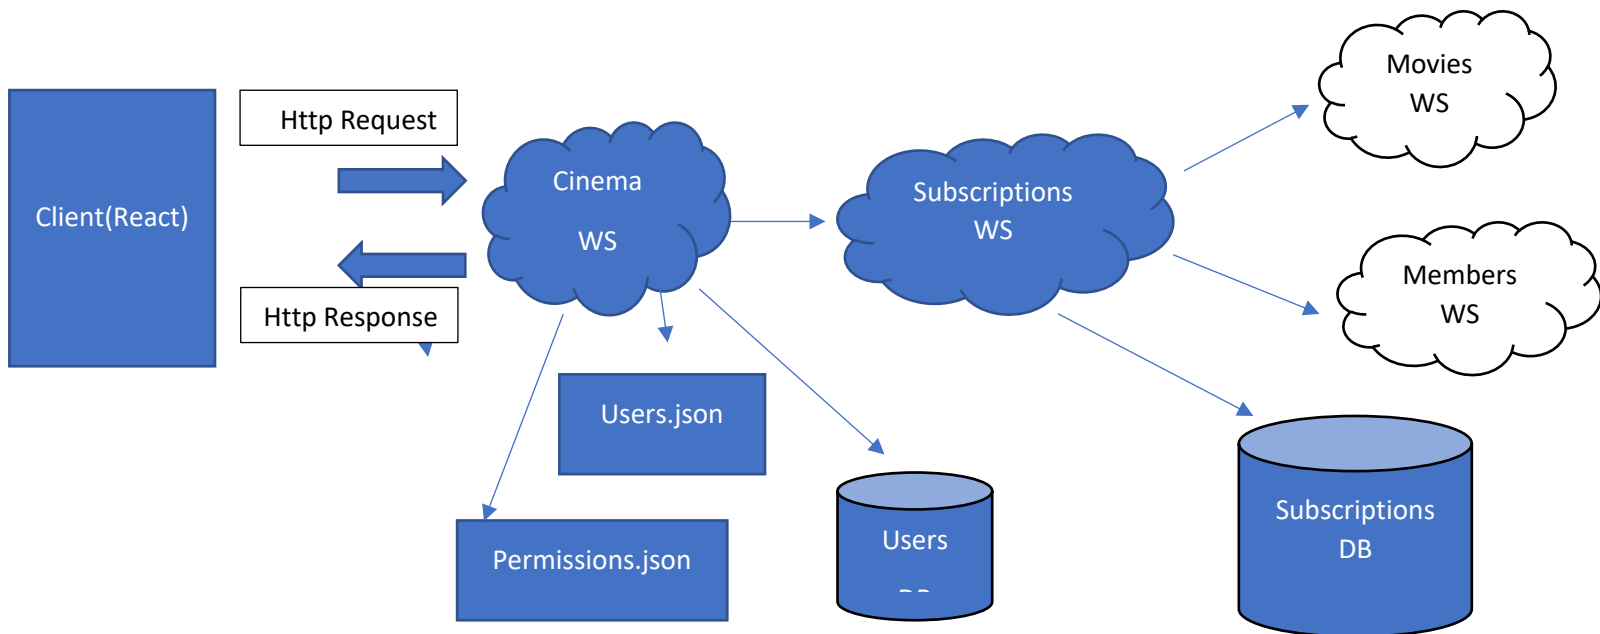 Client(React)
Http Request
Http Response
Cinema
WS
Subscriptions
WS
Movies
WS
Members
WS
Users.json
Permissions.json
Users
Subscriptions
DB